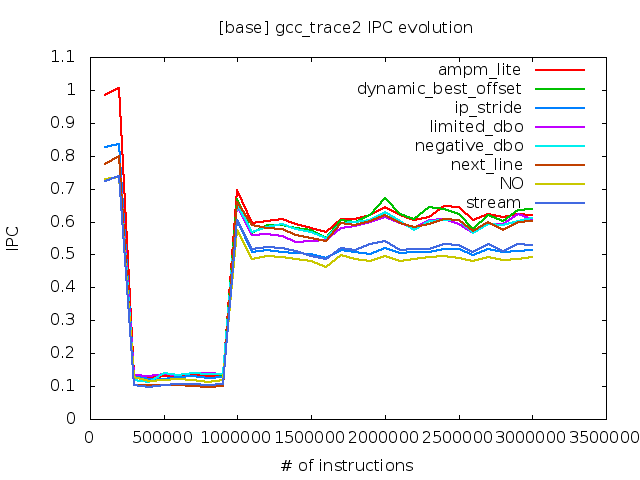 [base] gcc_trace2 IPC evolution
1.1
1
0.9
0.8
0.7
0.6
0.5
0.4
0.3
0.2
0.1
0
IPC
ampm_lite
dynamic_best_offset
ip_stride
limited_dbo
negative_dbo
next_line
NO
stream
0 500000 1000000 1500000 2000000 2500000 3000000 3500000
# of instructions